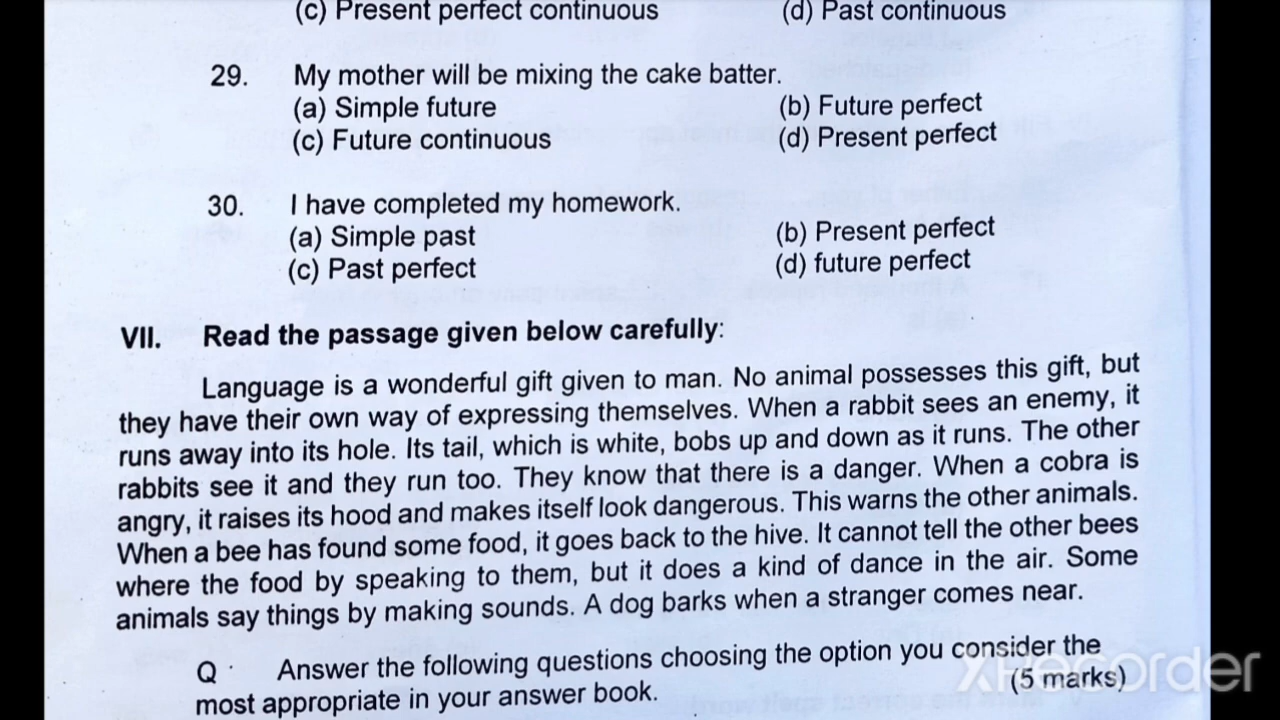 (c) Present perfect continuous (d) Past continuous
29. My mother will be mixing the cake batter.
(a) Simple future (b) Future perfect
(c) Future continuous (d) Present perfect
30. I have completed my homework.
(a) Simple past (b) Present perfect
(c) Past perfect (d) future perfect
VII. Read the passage given below carefully:
Language is a wonderful gift given to man. No animal possesses this gift, but
they have their own way of expressing themselves. When a rabbit sees an enemy, it
runs away into its hole. Its tail, which is white, bobs up and down as it runs. The other
rabbits see it and they run too. They know that there is a danger. When a cobra is
angry, it raises its hood and makes itself look dangerous. This warns the other animals.
When a bee has found some food, it goes back to the hive. It cannot tell the other bees
where the food by speaking to them, but it does a kind of dance in the air. Some
animals say things by making sounds. A dog barks when a stranger comes near.
Q Answer the following questions choosing the option you consider the
most appropriate in your answer book. (5 marks)
XRecorder